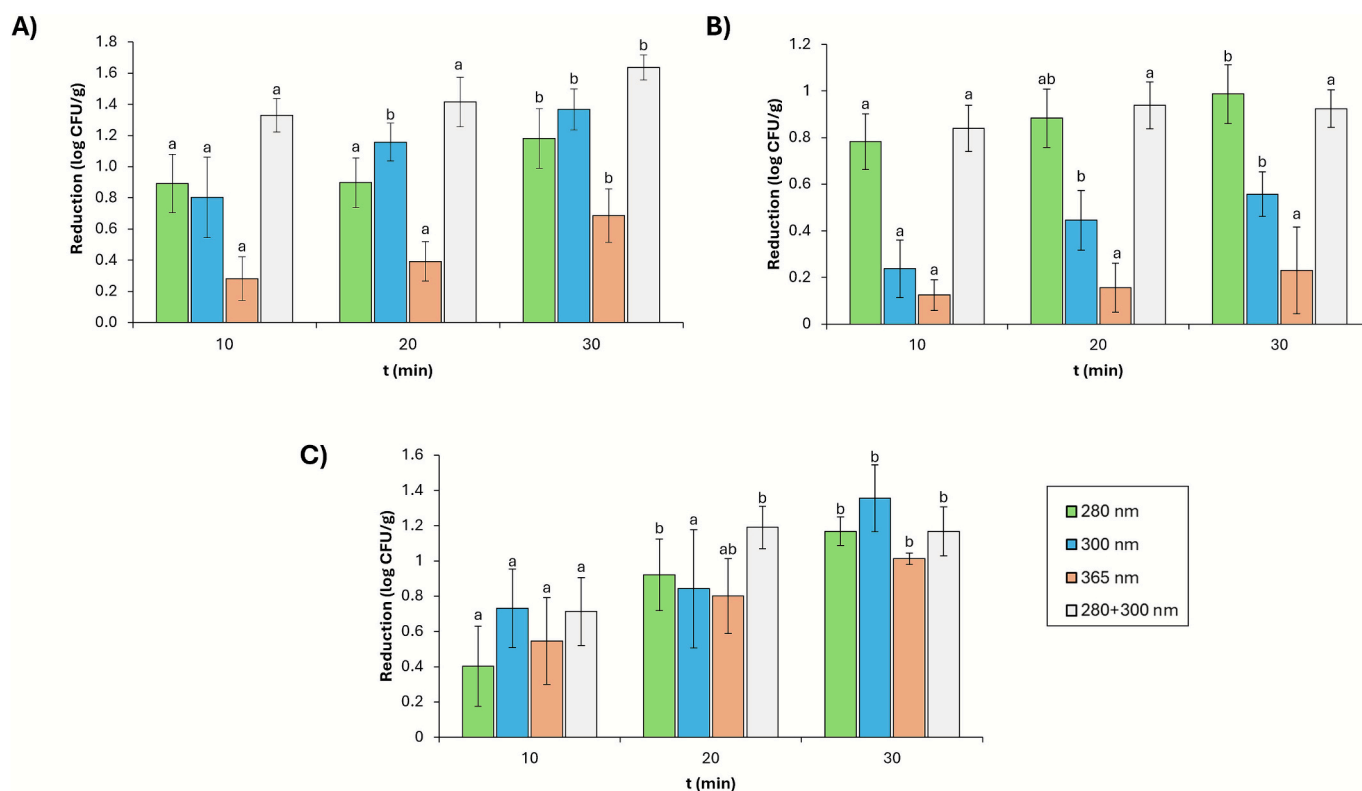 A)
Reduction (log CFU/g)
1.8
1.6
1.4
1.2
1.0
0.8
0.6
0.4
0.2
0.0
a a a a
a b a a
b b b b
10 20 30
t (min)
B)
Reduction (log CFU/g)
1.2
1
0.8
0.6
0.4
0.2
0
a a a a
ab b a a
b b a a
10 20 30
t (min)
C)
Reduction (log CFU/g)
1.6
1.4
1.2
1
0.8
0.6
0.4
0.2
0
a a a a
b a ab b
b b b b
10 20 30
t (min)
280 nm
300 nm
365 nm
280+300 nm